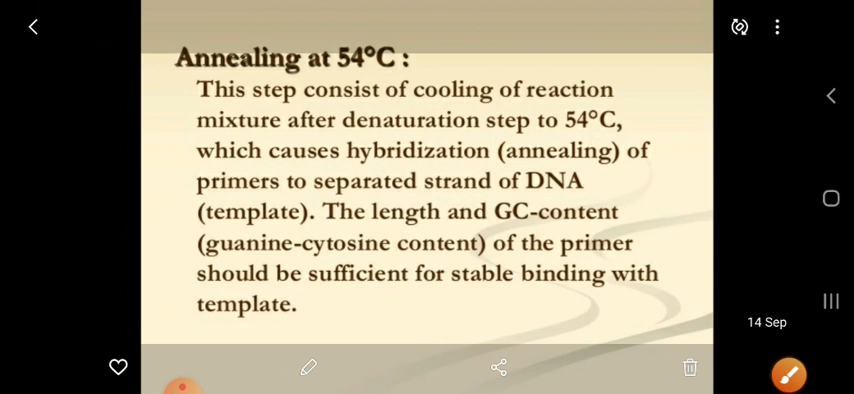 Annealing at 54°C :
This step consist of cooling of reaction
mixture after denaturation step to 54°C,
which causes hybridization (annealing) of
primers to separated strand of DNA
(template). The length and GC-content
(guanine-cytosine content) of the primer
should be sufficient for stable binding with
template.
14 Sep